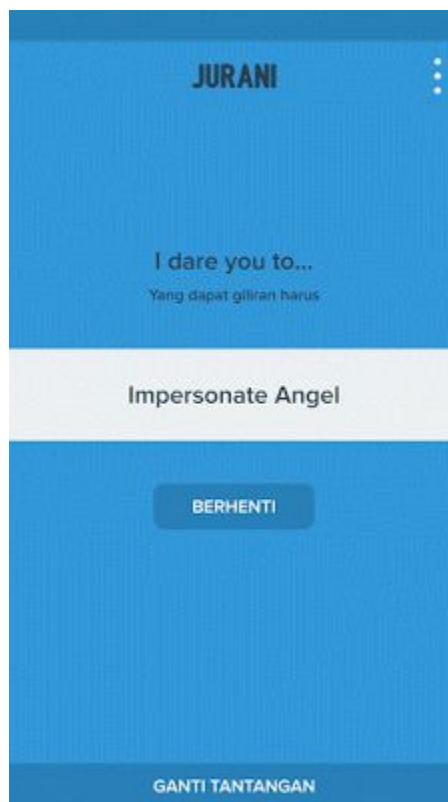 JURANI
I dare you to...
Yang dapat giliran harus
Impersonate Angel
BERHENTI
GANTI TANTANGAN